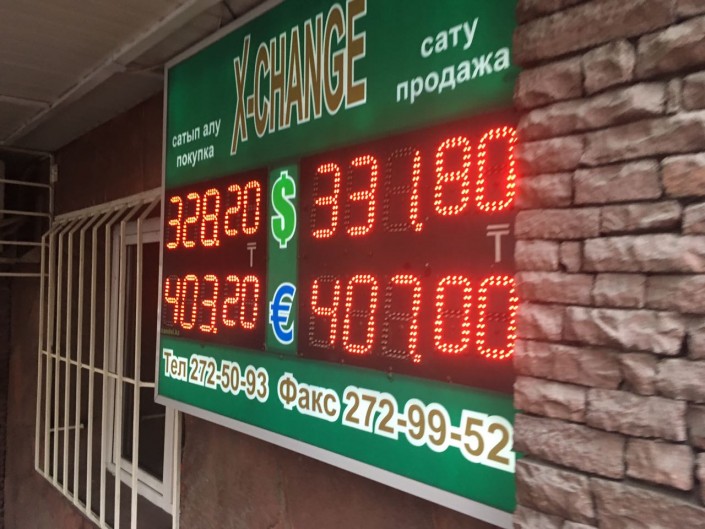 X-CHANGE
сатып алу
покупка
сату
продажа
328.20 $ 331.80
₸ ₸
403.20 € 407.00
Тел 272-50-93 Факс 272-99-52